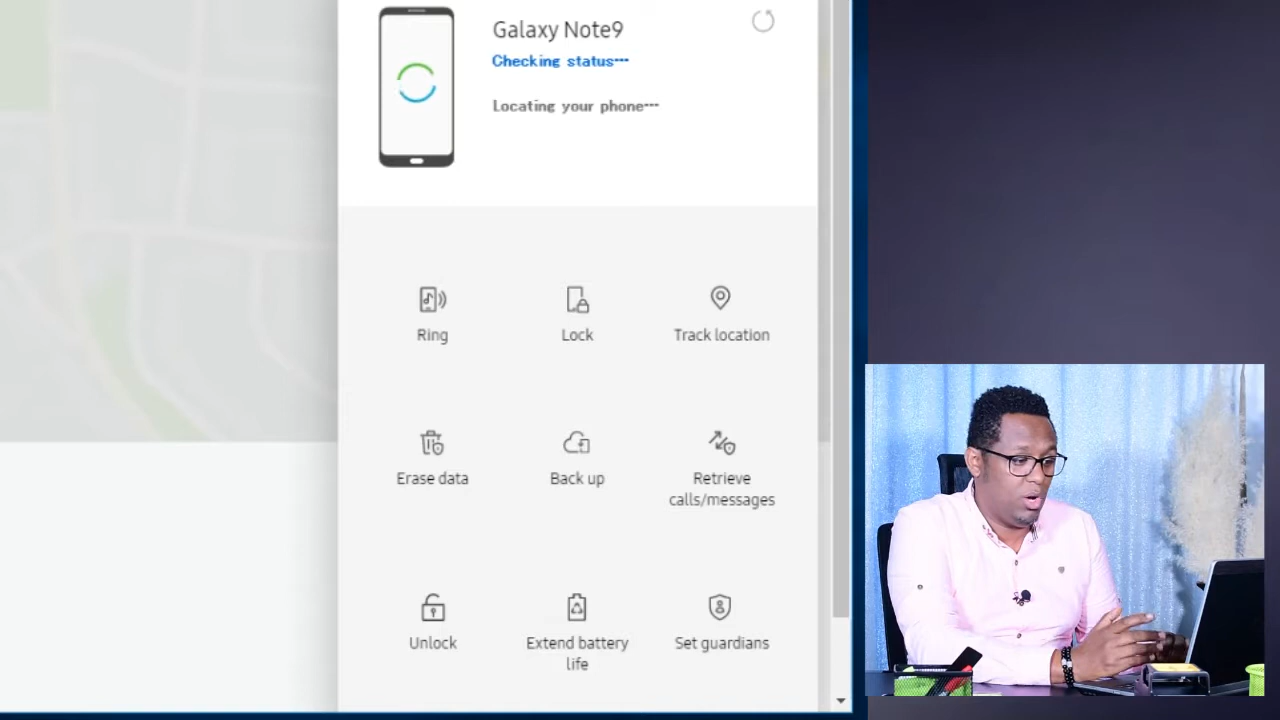 Galaxy Note9
Checking status---
Locating your phone---
Ring
Lock
Track location
Erase data
Back up
Retrieve
calls/messages
Unlock
Extend battery
life
Set guardians